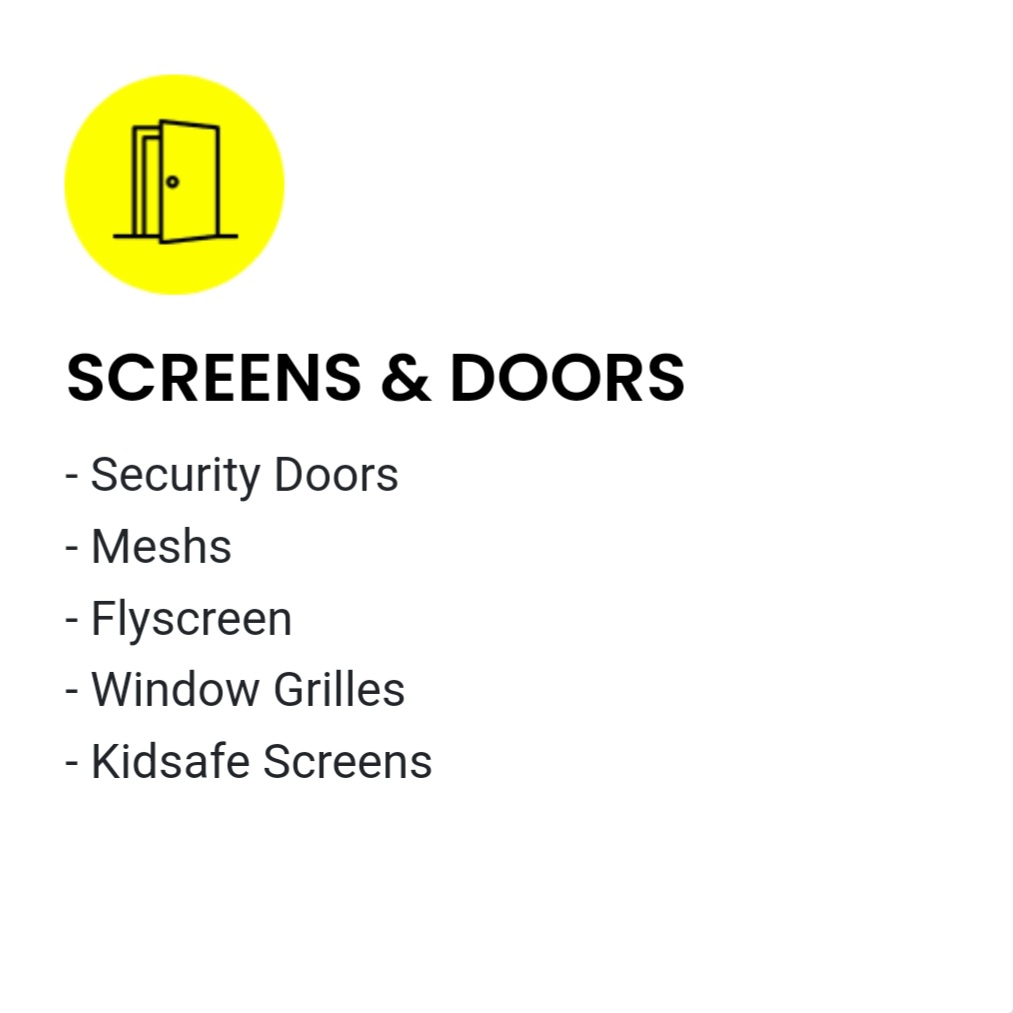 SCREENS & DOORS
- Security Doors
- Meshs
- Flyscreen
- Window Grilles
- Kidsafe Screens